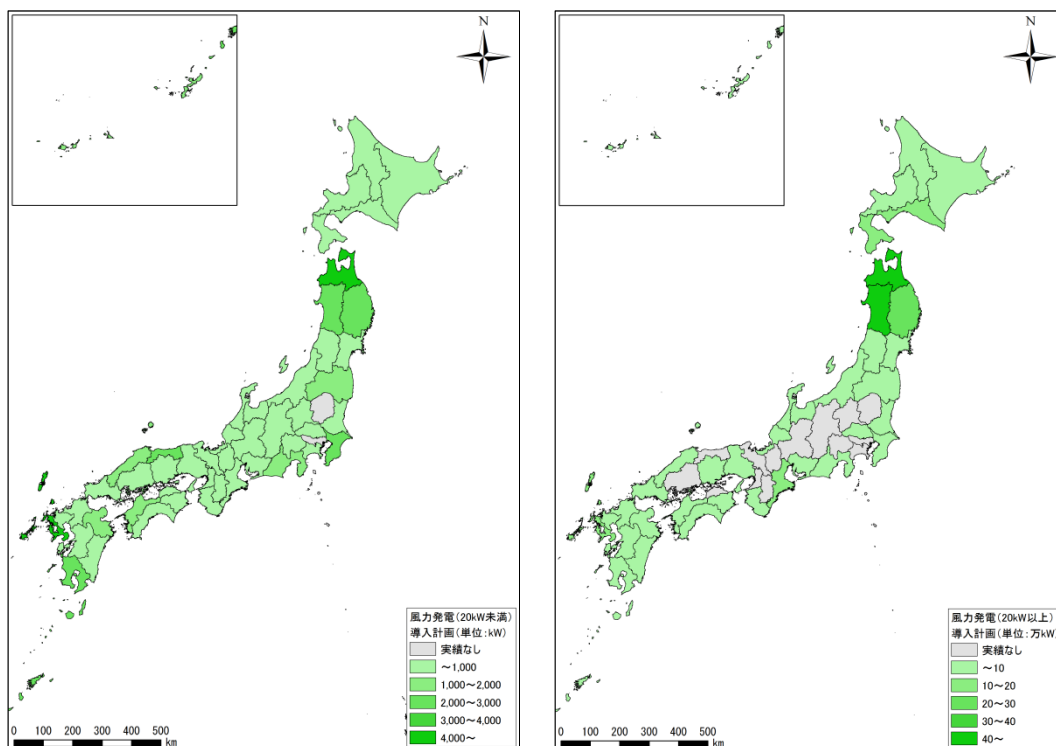 N
風力発電(20kW未満)
導入計画(単位:kW)
実績なし
～1,000
1,000～2,000
2,000～3,000
3,000～4,000
4,000～
0 100 200 300 400 500
km
N
風力発電(20kW以上)
導入計画(単位:万kW)
実績なし
～10
10～20
20～30
30～40
40～
0 100 200 300 400 500
km